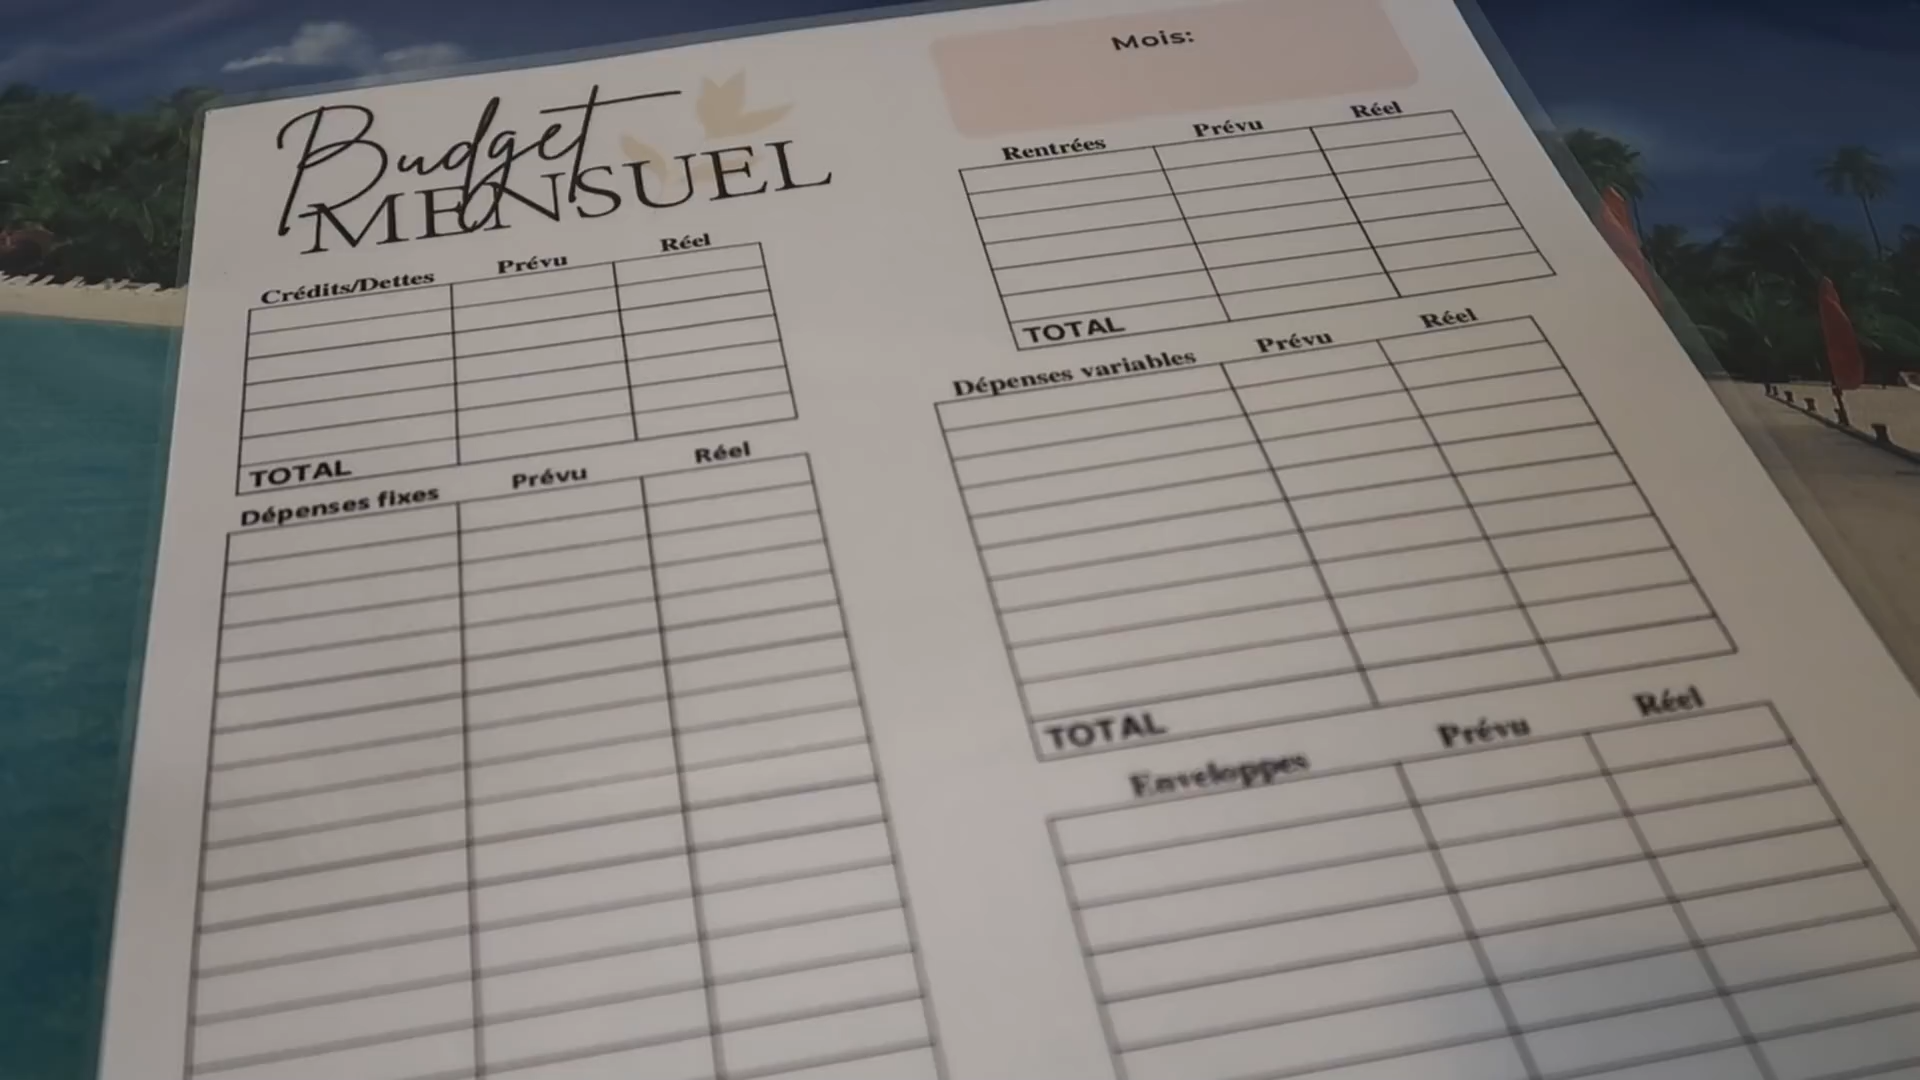 Budget
MENSUEL
Crédits/Dettes Prévu Réel
TOTAL
Dépenses fixes Prévu Réel
Mois:
Rentrées Prévu Réel
TOTAL
Dépenses variables Prévu Réel
TOTAL
Enveloppes Prévu Réel